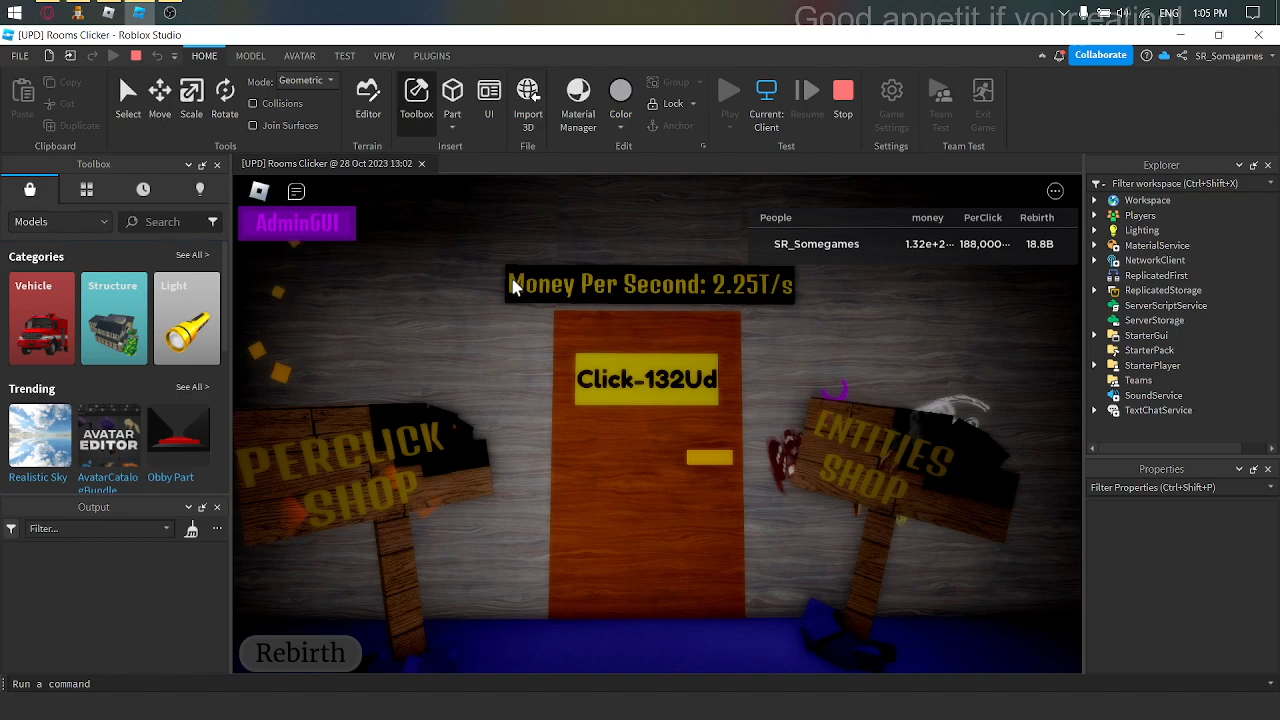 Good appetit if your eating!
ENG
1:05 PM
[UPD] Rooms Clicker - Roblox Studio
FILE
HOME MODEL AVATAR TEST VIEW PLUGINS
Collaborate
SR_Somagames
Paste
Copy
Cut
Duplicate
Clipboard
Select Move Scale Rotate
Mode: Geometric
Collisions
Join Surfaces
Tools
Editor
Terrain
Toolbox Part UI
Insert
Import 3D
File
Material Manager
Color
Group
Lock
Anchor
Edit
Play
Current: Client
Resume Stop
Test
Game Settings
Settings
Team Test
Exit Game
Team Test
Toolbox
Models
Search
Categories See All >
Vehicle Structure Light
Trending See All >
AVATAR EDITOR
Realistic Sky
AvatarCatalogBundle
Obby Part
Output
Filter...
[UPD] Rooms Clicker @ 28 Oct 2023 13:02
AdminGUI
People money PerClick Rebirth
SR_Somegames 1.32e+2··· 188,000··· 18.8B
Money Per Second: 2.25T/s
Click-132Ud
PERCLICK
SHOP
ENTITIES
SHOP
Rebirth
Explorer
Filter workspace (Ctrl+Shift+X)
Workspace
Players
Lighting
MaterialService
NetworkClient
ReplicatedFirst
ReplicatedStorage
ServerScriptService
ServerStorage
StarterGui
StarterPack
StarterPlayer
Teams
SoundService
TextChatService
Properties
Filter Properties (Ctrl+Shift+P)
Run a command